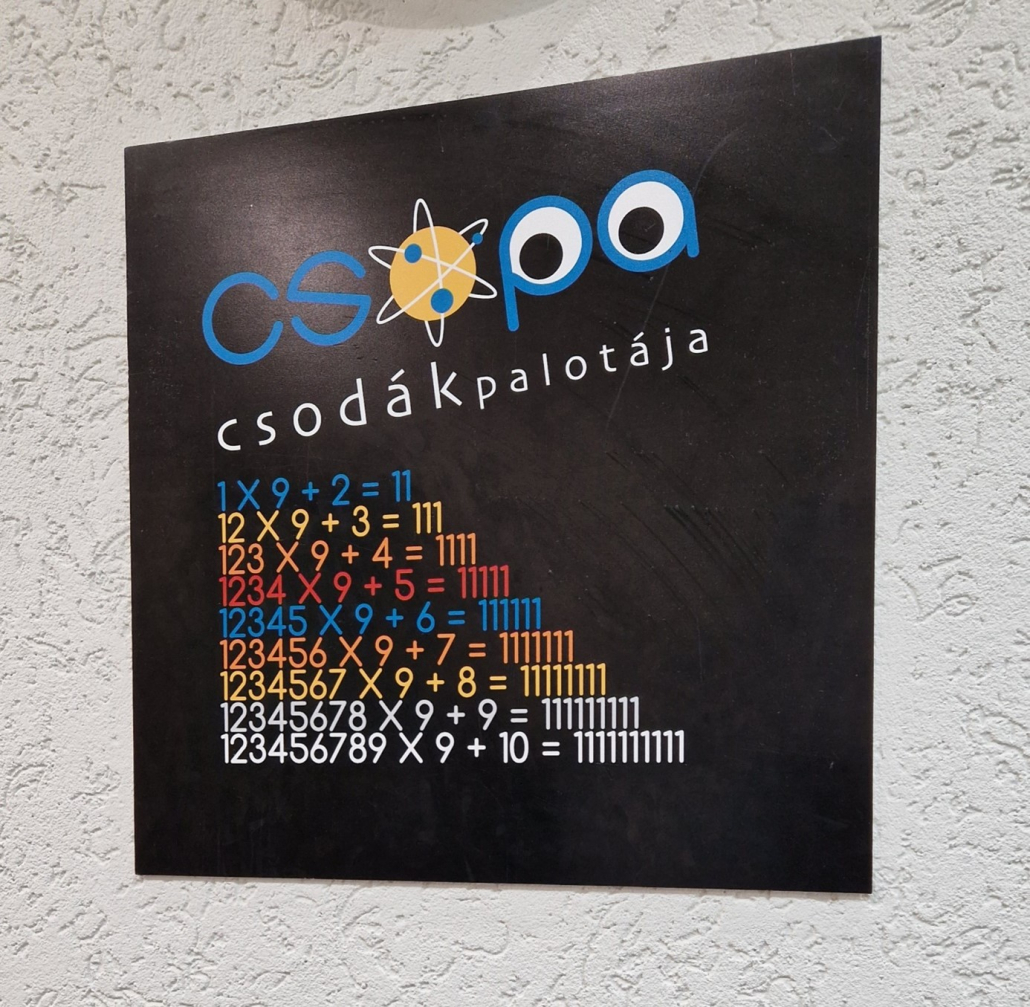 csopa
csodák palotája
1 X 9 + 2 = 11
12 X 9 + 3 = 111
123 X 9 + 4 = 1111
1234 X 9 + 5 = 11111
12345 X 9 + 6 = 111111
123456 X 9 + 7 = 1111111
1234567 X 9 + 8 = 11111111
12345678 X 9 + 9 = 111111111
123456789 X 9 + 10 = 1111111111